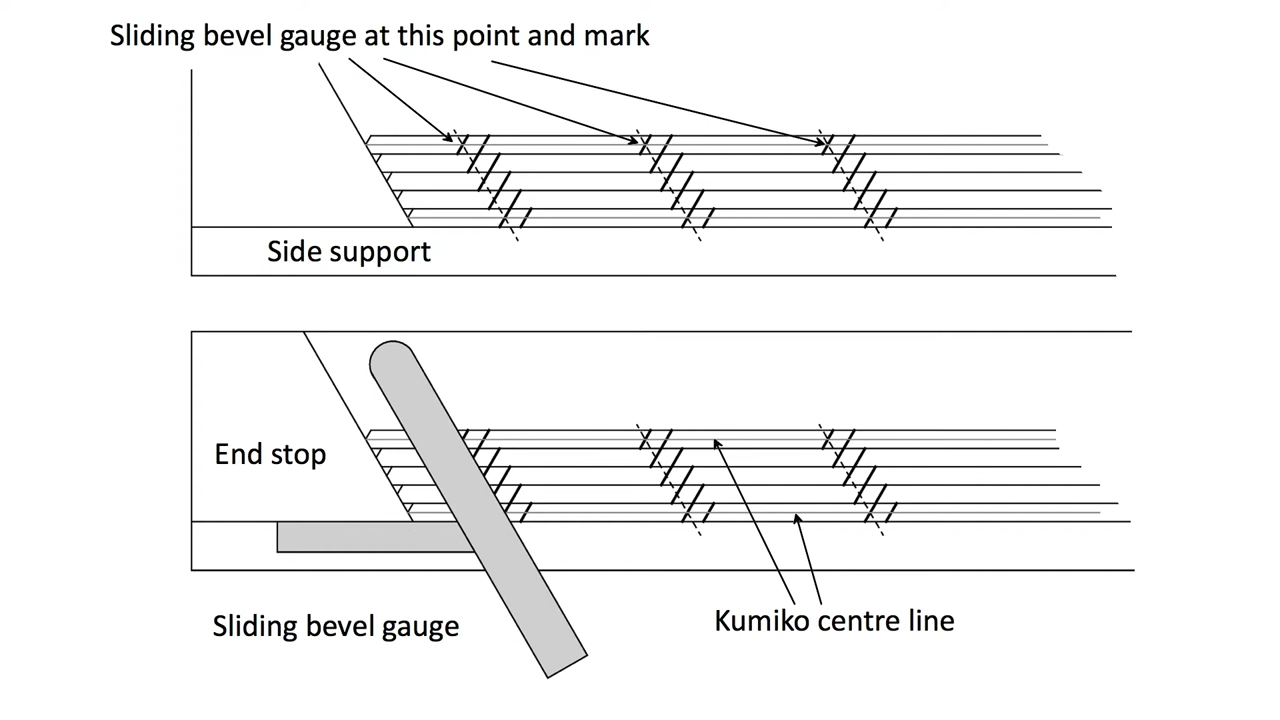 Sliding bevel gauge at this point and mark
Side support
End stop
Sliding bevel gauge
Kumiko centre line